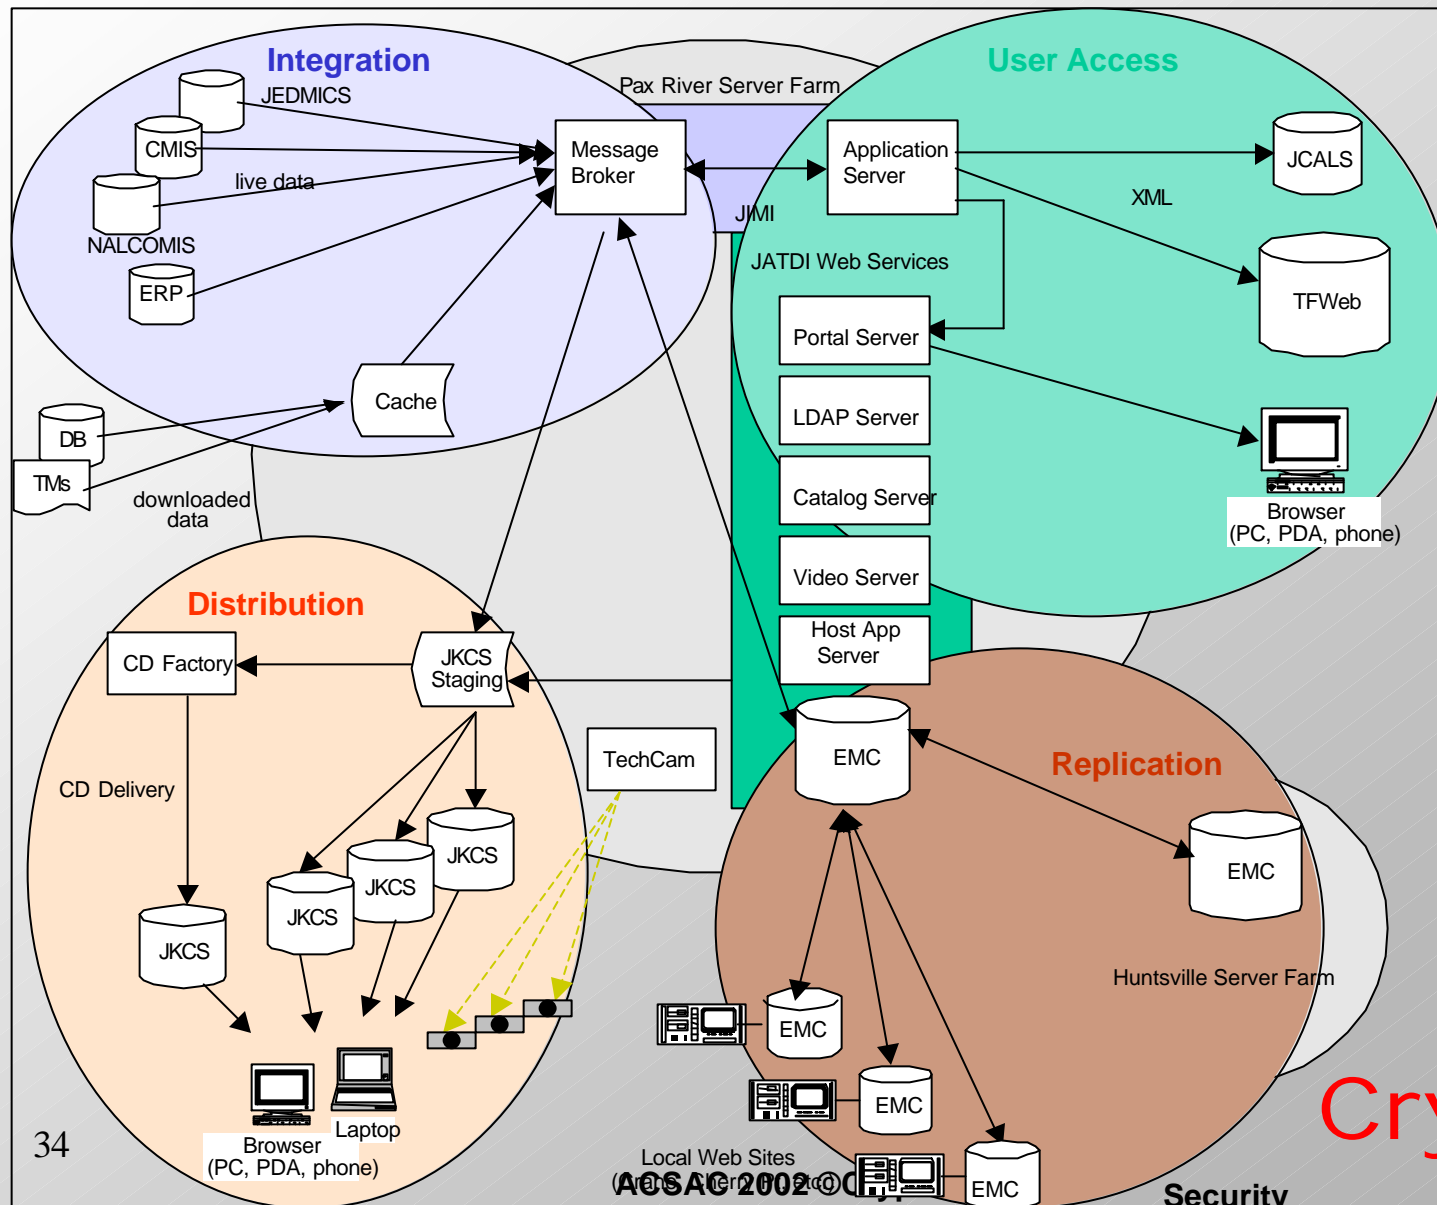 Integration
Pax River Server Farm
User Access
JEDMICS
CMIS
live data
NALCOMIS
ERP
Message
Broker
Application
Server
JCALS
XML
JIMI
JATDI Web Services
TFWeb
Portal Server
Cache
LDAP Server
DB
TMs
downloaded
data
Catalog Server
Browser
(PC, PDA, phone)
Video Server
Distribution
Host App
Server
CD Factory
JKCS
Staging
TechCam
EMC
Replication
CD Delivery
JKCS
JKCS
JKCS
JKCS
EMC
Huntsville Server Farm
EMC
EMC
EMC
Laptop
Browser
(PC, PDA, phone)
Local Web Sites
34
ACSAC 2002 ©
Security